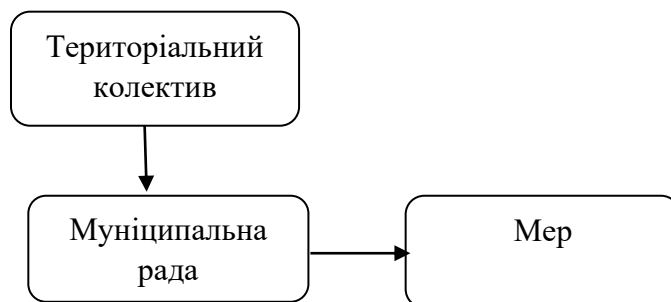 Територіальний
колектив
Муніципальна
рада
Мер